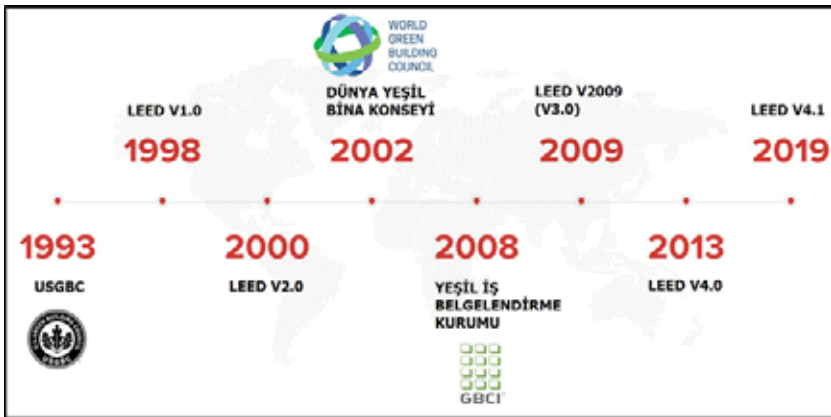 WORLD
GREEN
BUILDING
COUNCIL
DÜNYA YEŞİL
BİNA KONSEYİ
LEED V2009
(V3.0)
LEED V1.0
LEED V4.1
1998
2002
2009
2019
1993
2000
2008
2013
USGBC
LEED V2.0
YEŞİL İŞ
BELGELENDİRME
KURUMU
LEED V4.0
USGBC
GBCI